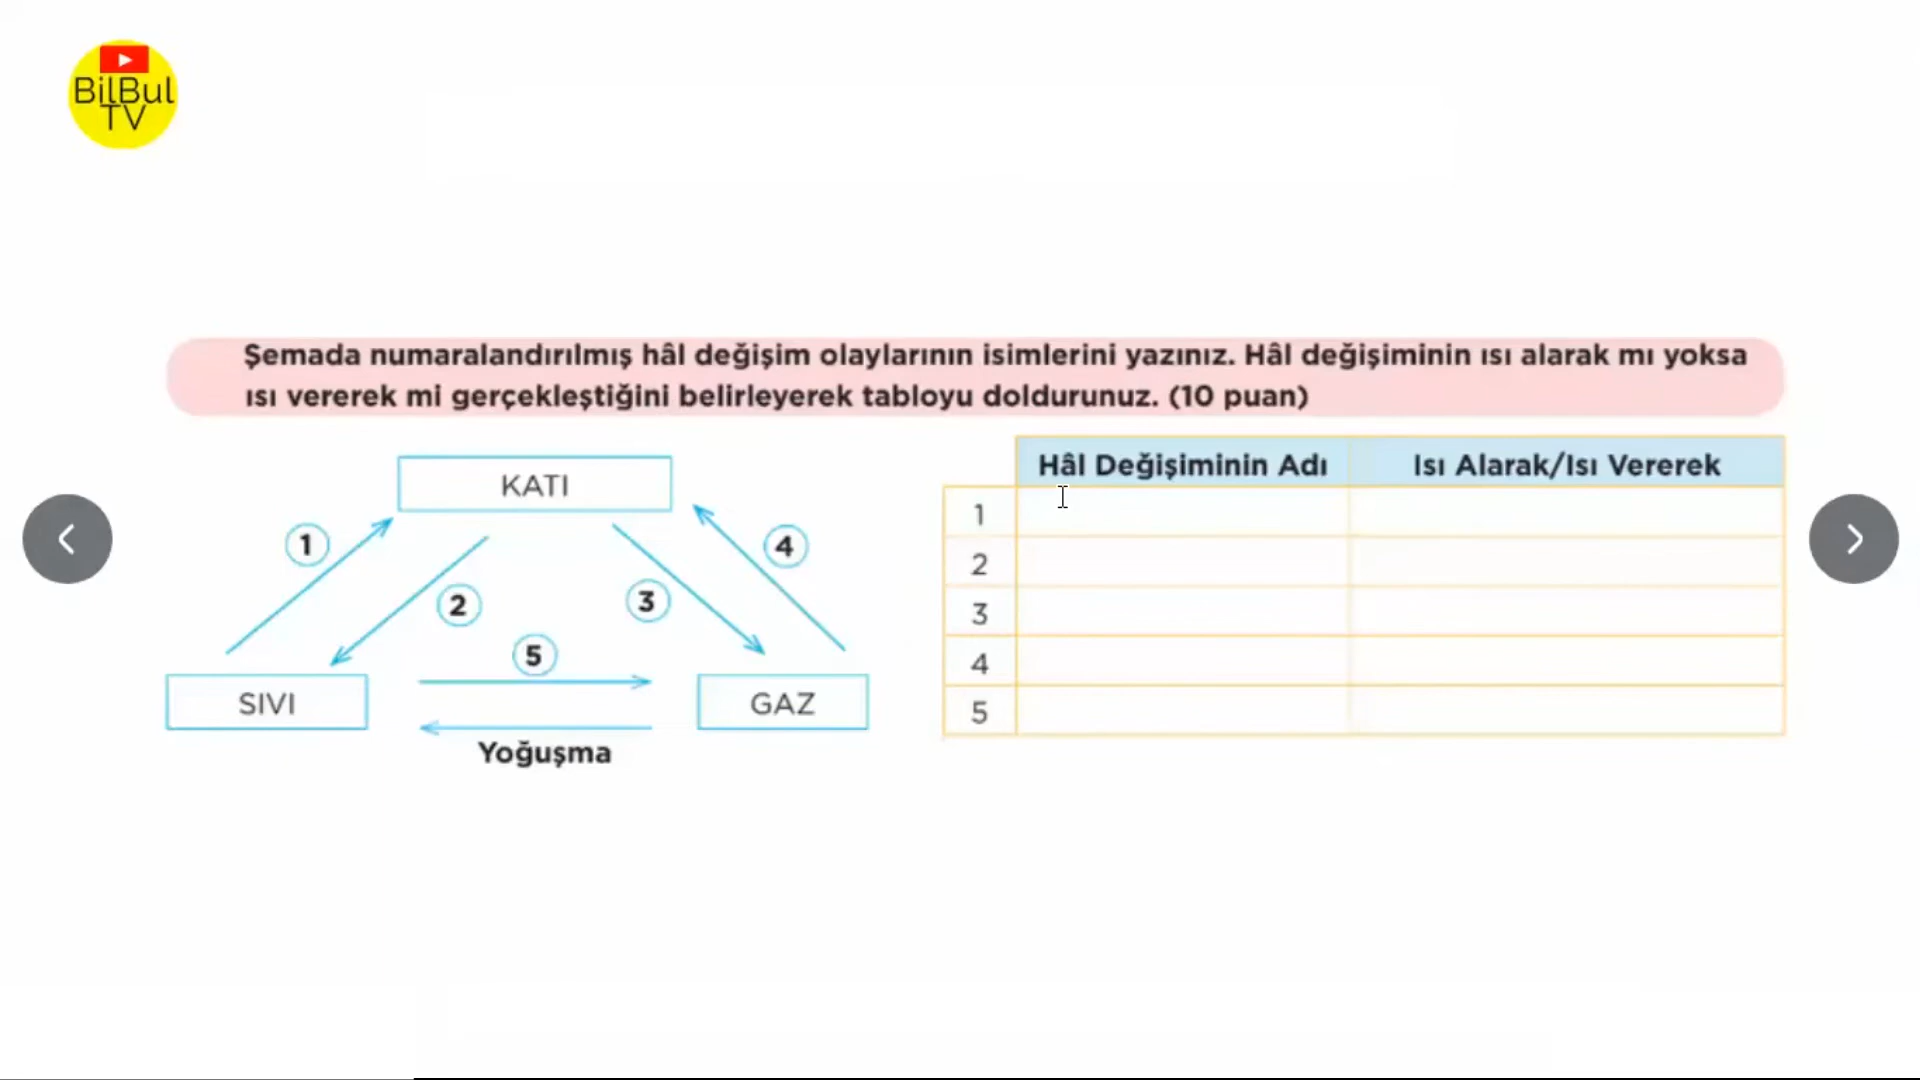 BilBul
TV
Şemada numaralandırılmış hâl değişim olaylarının isimlerini yazınız. Hâl değişiminin ısı alarak mı yoksa
ısı vererek mi gerçekleştiğini belirleyerek tabloyu doldurunuz. (10 puan)
KATI
1
2
3
4
5
SIVI
GAZ
Yoğuşma
Hâl Değişiminin Adı Isı Alarak/Isı Vererek
1
2
3
4
5